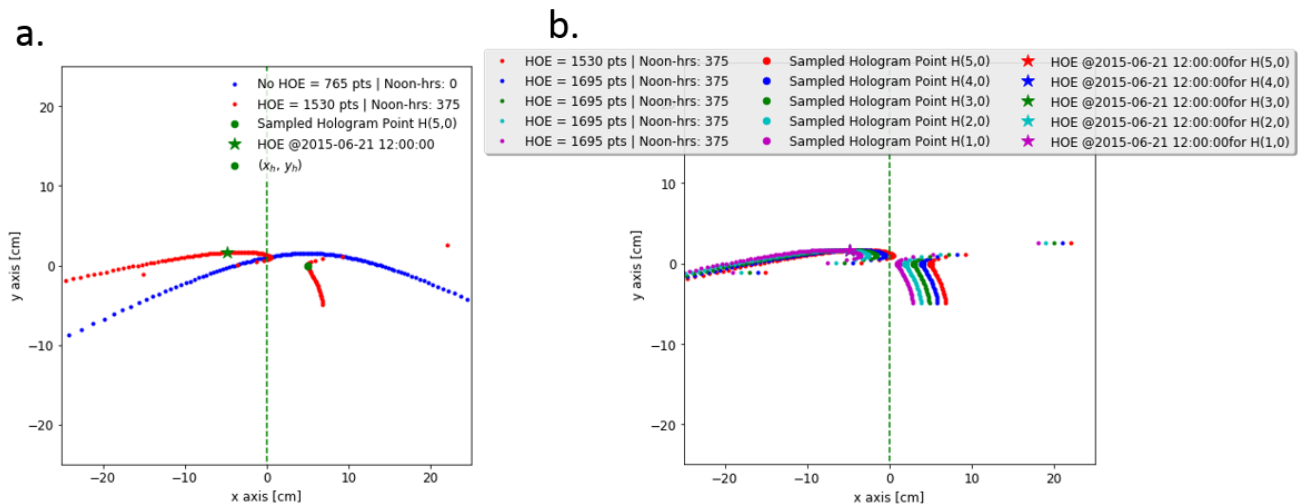 a.
No HOE = 765 pts | Noon-hrs: 0
HOE = 1530 pts | Noon-hrs: 375
Sampled Hologram Point H(5,0)
HOE @2015-06-21 12:00:00
(x_h, y_h)
20
10
0
−10
−20
y axis [cm]
−20 −10 0 10 20
x axis [cm]
b.
HOE = 1530 pts | Noon-hrs: 375 Sampled Hologram Point H(5,0) HOE @2015-06-21 12:00:00for H(5,0)
HOE = 1695 pts | Noon-hrs: 375 Sampled Hologram Point H(4,0) HOE @2015-06-21 12:00:00for H(4,0)
HOE = 1695 pts | Noon-hrs: 375 Sampled Hologram Point H(3,0) HOE @2015-06-21 12:00:00for H(3,0)
HOE = 1695 pts | Noon-hrs: 375 Sampled Hologram Point H(2,0) HOE @2015-06-21 12:00:00for H(2,0)
HOE = 1695 pts | Noon-hrs: 375 Sampled Hologram Point H(1,0) HOE @2015-06-21 12:00:00for H(1,0)
10
0
−10
−20
y axis [cm]
−20 −10 0 10 20
x axis [cm]